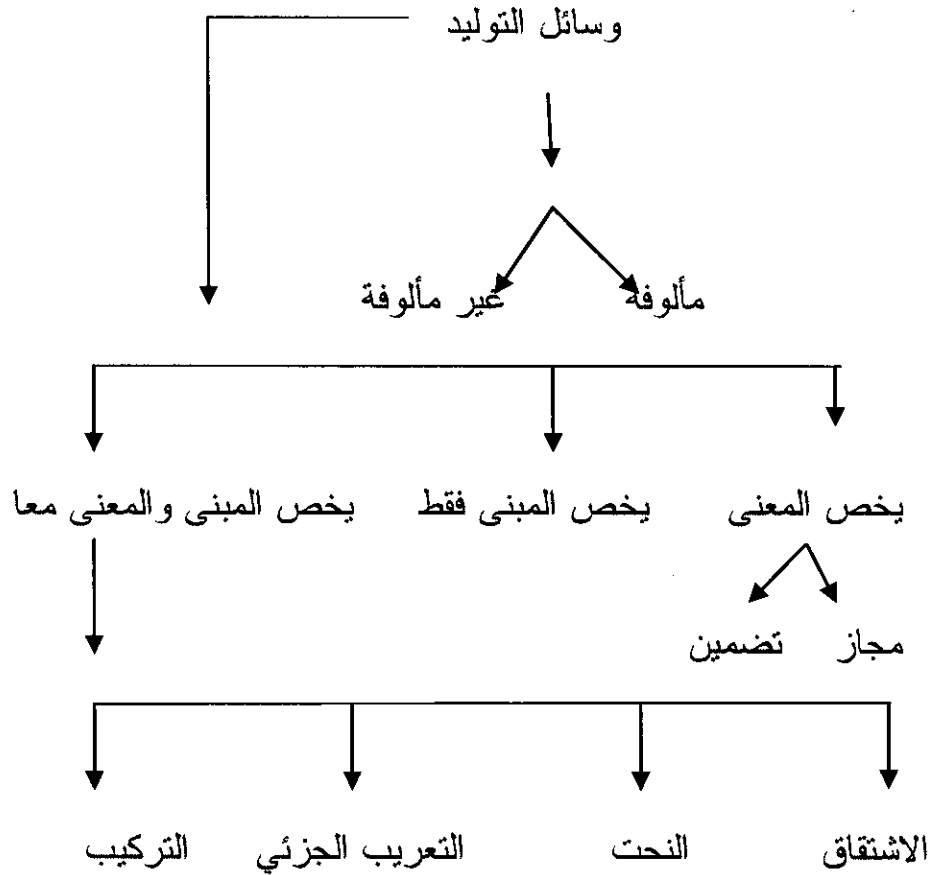 وسائل التوليد
مألوفة غير مألوفة
يخص المعنى يخص المبنى فقط يخص المبنى والمعنى معا
مجاز تضمين
الاشتقاق النحت التعريب الجزئي التركيب